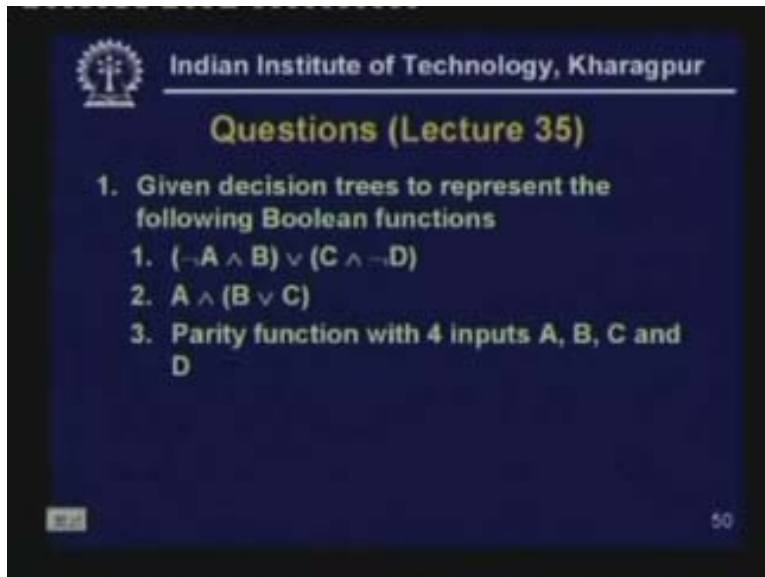 Indian Institute of Technology, Kharagpur
Questions (Lecture 35)
1. Given decision trees to represent the
following Boolean functions
1. (¬A ∧ B) ∨ (C ∧ ¬D)
2. A ∧ (B ∨ C)
3. Parity function with 4 inputs A, B, C and
D
50